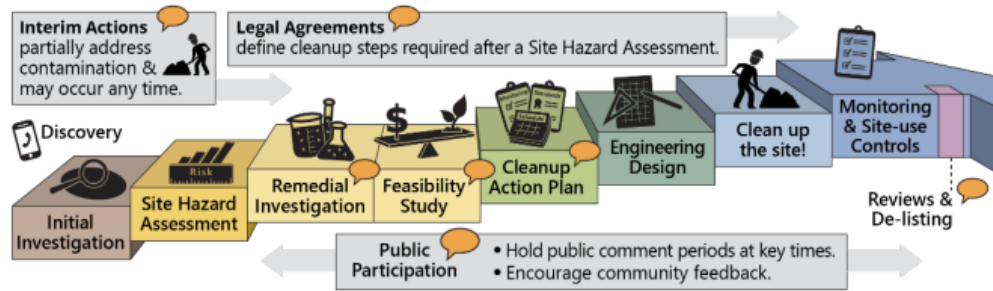 Interim Actions
partially address
contamination &
may occur any time.
Legal Agreements
define cleanup steps required after a Site Hazard Assessment.
Discovery
Initial
Investigation
Risk
Site Hazard
Assessment
Remedial
Investigation
$
Feasibility
Study
Monitoring
Standards
Schedule
Cleanup
Action Plan
Engineering
Design
Clean up
the site!
Monitoring
& Site-use
Controls
Reviews &
De-listing
Public
Participation
• Hold public comment periods at key times.
• Encourage community feedback.